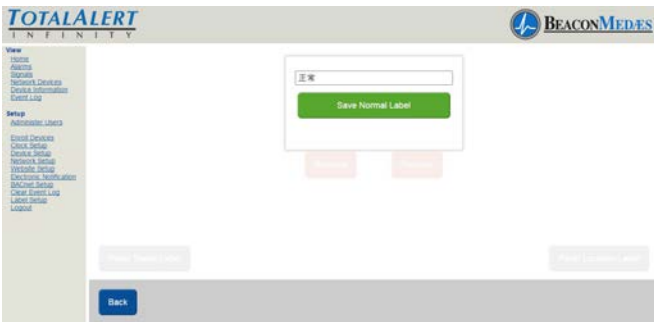 TOTALALERT
INFINITY
BEACONMEDÆS
View
Home
Alarms
Signals
Network Devices
Device Information
Event Log
Setup
Administer Users
Enroll Devices
Clock Setup
Device Setup
Network Setup
Website Setup
Electronic Notification
BACnet Setup
Clear Event Log
Label Setup
Logout
正常
Save Normal Label
Back